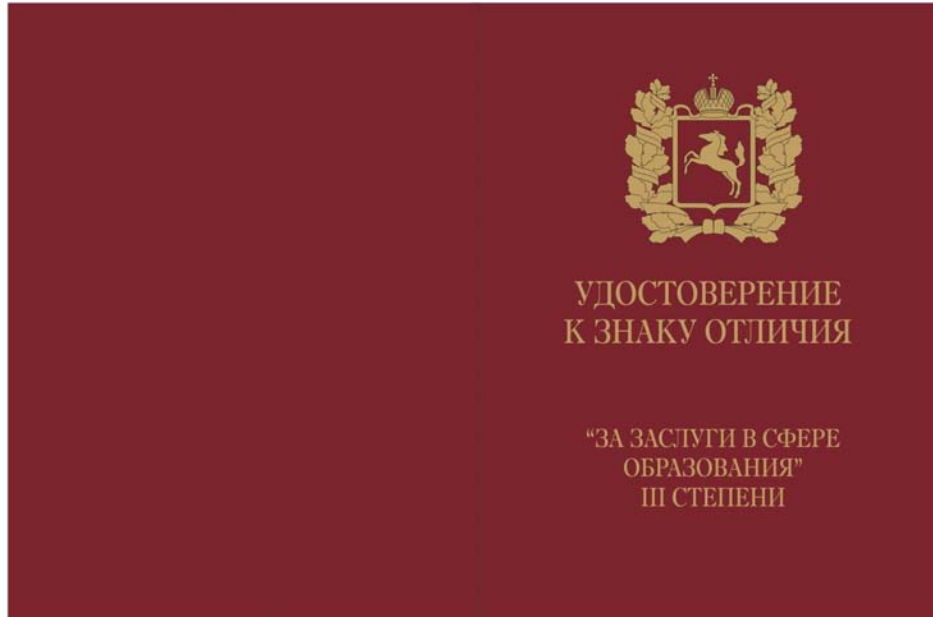 УДОСТОВЕРЕНИЕ
К ЗНАКУ ОТЛИЧИЯ
“ЗА ЗАСЛУГИ В СФЕРЕ
ОБРАЗОВАНИЯ”
III СТЕПЕНИ